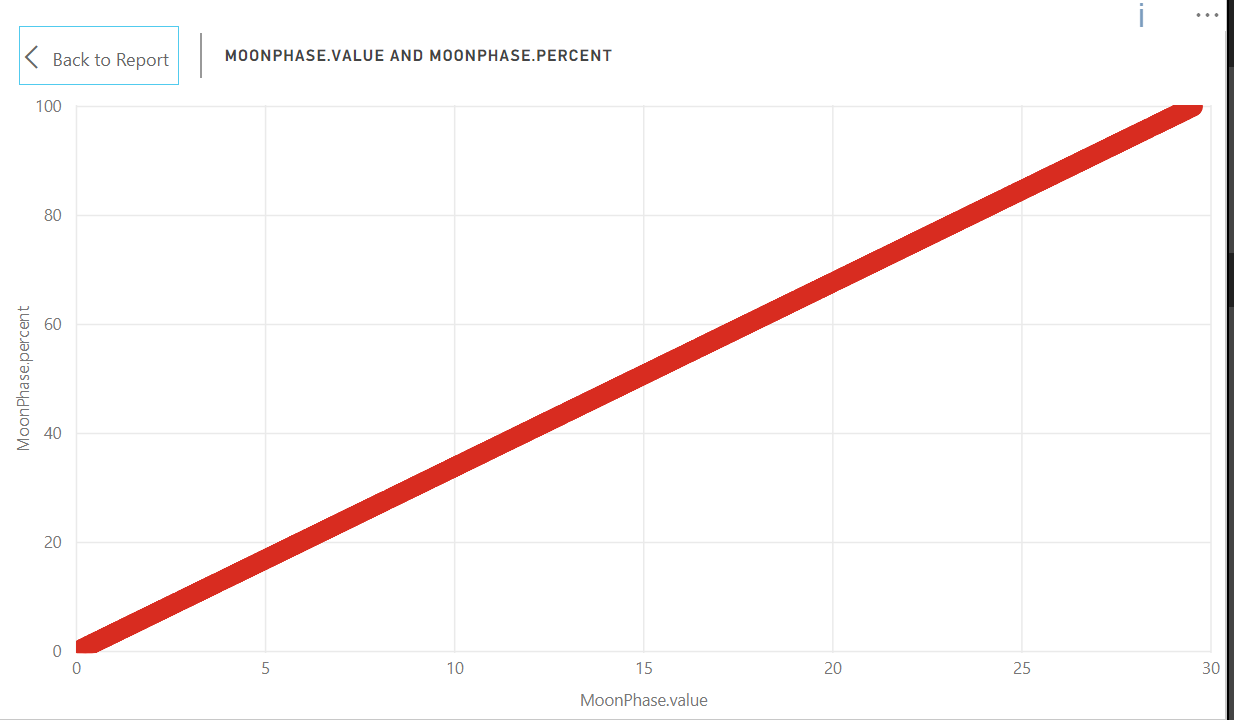 i ...
Back to Report
MOONPHASE.VALUE AND MOONPHASE.PERCENT
100
80
60
40
20
0
MoonPhase.percent
0 5 10 15 20 25 30
MoonPhase.value